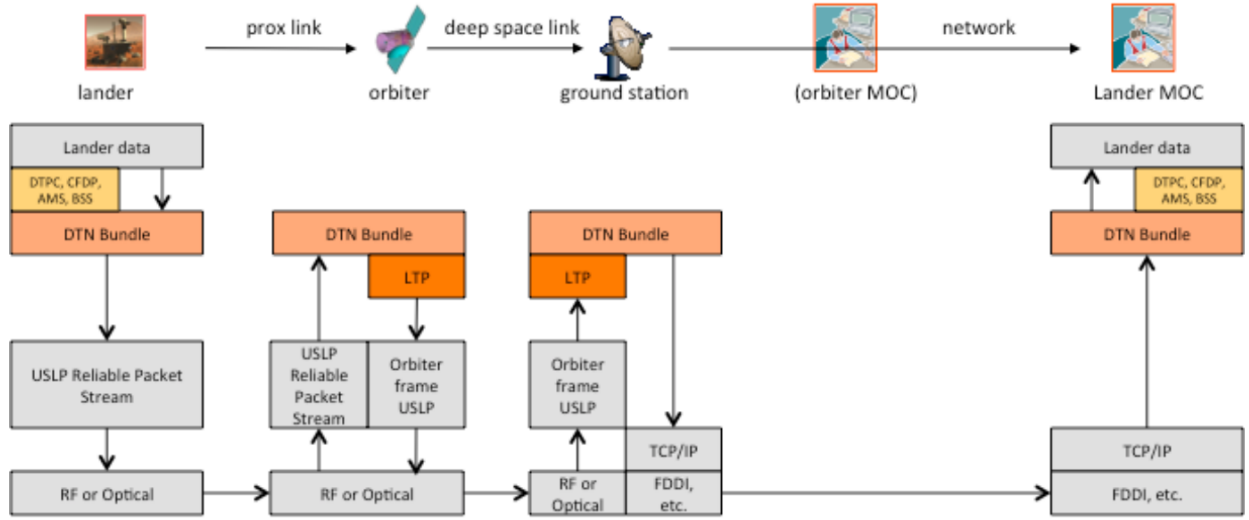 prox link
deep space link
network
lander
orbiter
ground station
(orbiter MOC)
Lander MOC
Lander data
DTPC, CFDP,
AMS, BSS
DTN Bundle
USLP Reliable Packet
Stream
RF or Optical
DTN Bundle
LTP
USLP
Reliable
Packet
Stream
Orbiter
frame
USLP
RF or Optical
DTN Bundle
LTP
Orbiter
frame
USLP
TCP/IP
RF or
Optical
FDDI,
etc.
Lander data
DTPC, CFDP,
AMS, BSS
DTN Bundle
TCP/IP
FDDI, etc.